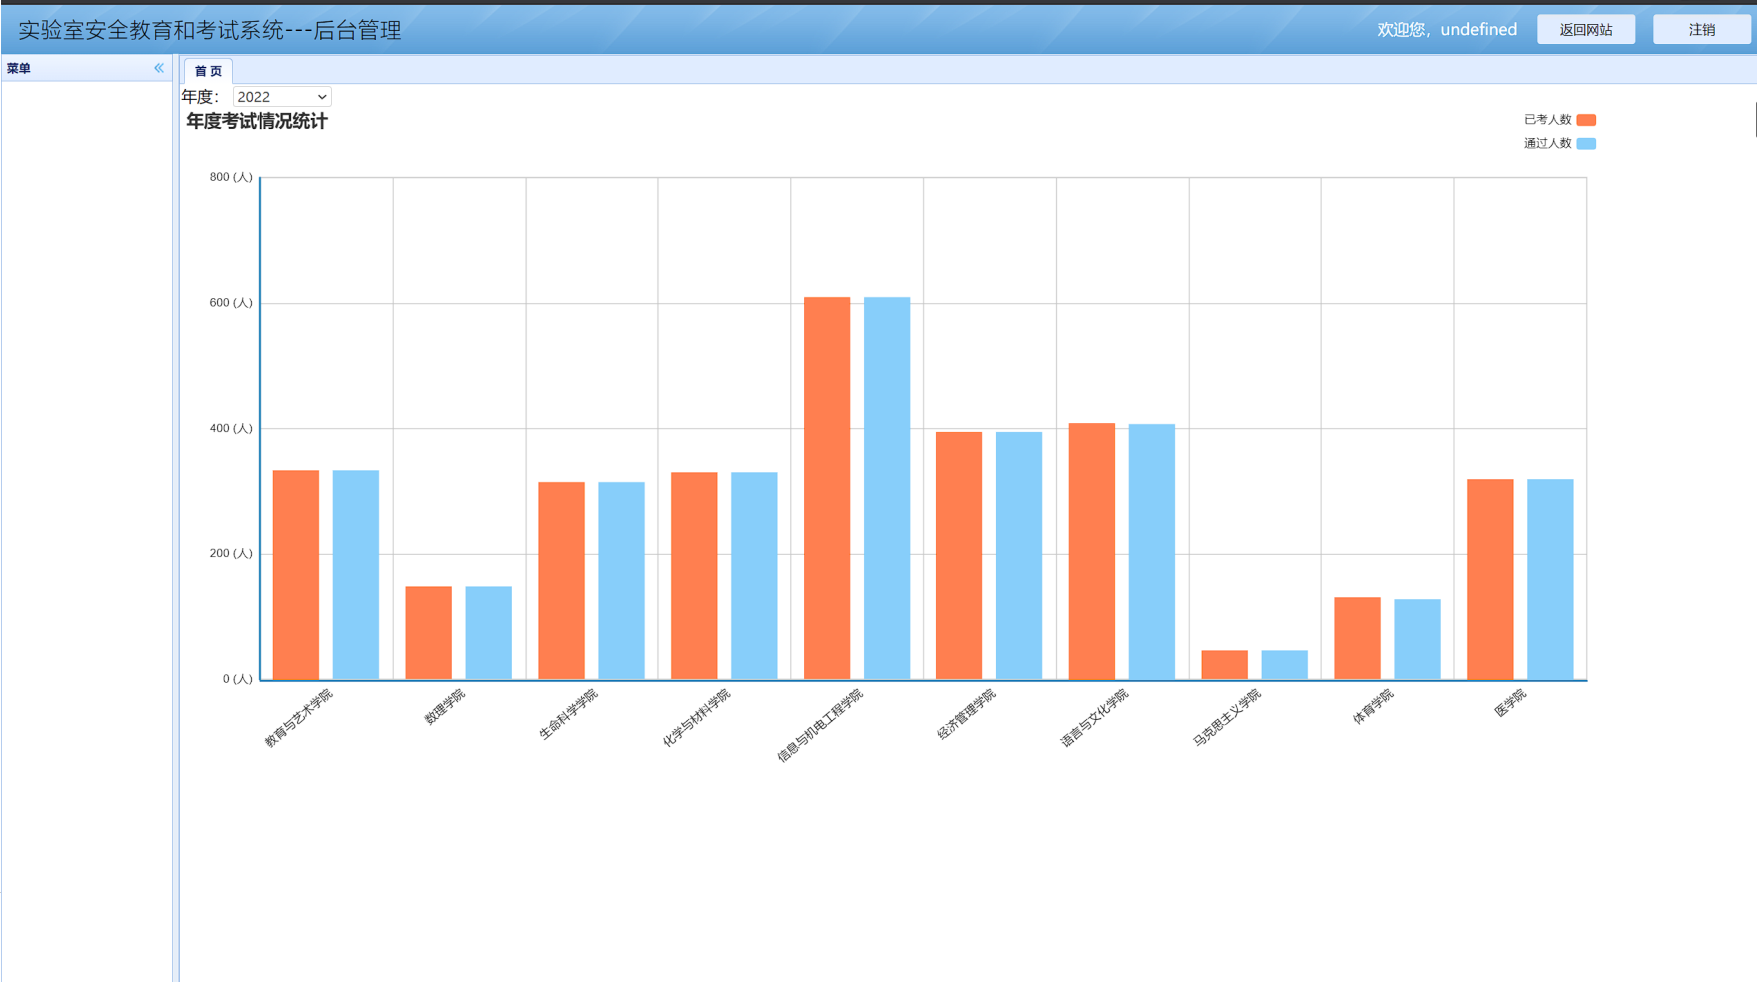 实验室安全教育和考试系统---后台管理
欢迎您，undefined
返回网站
注销
菜单
首页
年度：
2022
年度考试情况统计
已考人数
通过人数
800 (人)
600 (人)
400 (人)
200 (人)
0 (人)
教育与艺术学院
数理学院
生命科学学院
化学与材料学院
信息与机电工程学院
经济管理学院
语言与文化学院
马克思主义学院
体育学院
医学院